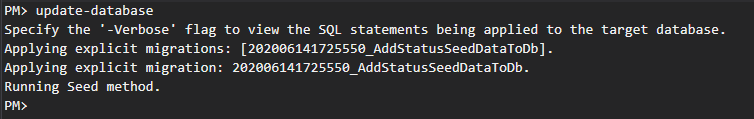 PM> update-database
Specify the '-Verbose' flag to view the SQL statements being applied to the target database.
Applying explicit migrations: [202006141725550_AddStatusSeedDataToDb].
Applying explicit migration: 202006141725550_AddStatusSeedDataToDb.
Running Seed method.
PM>